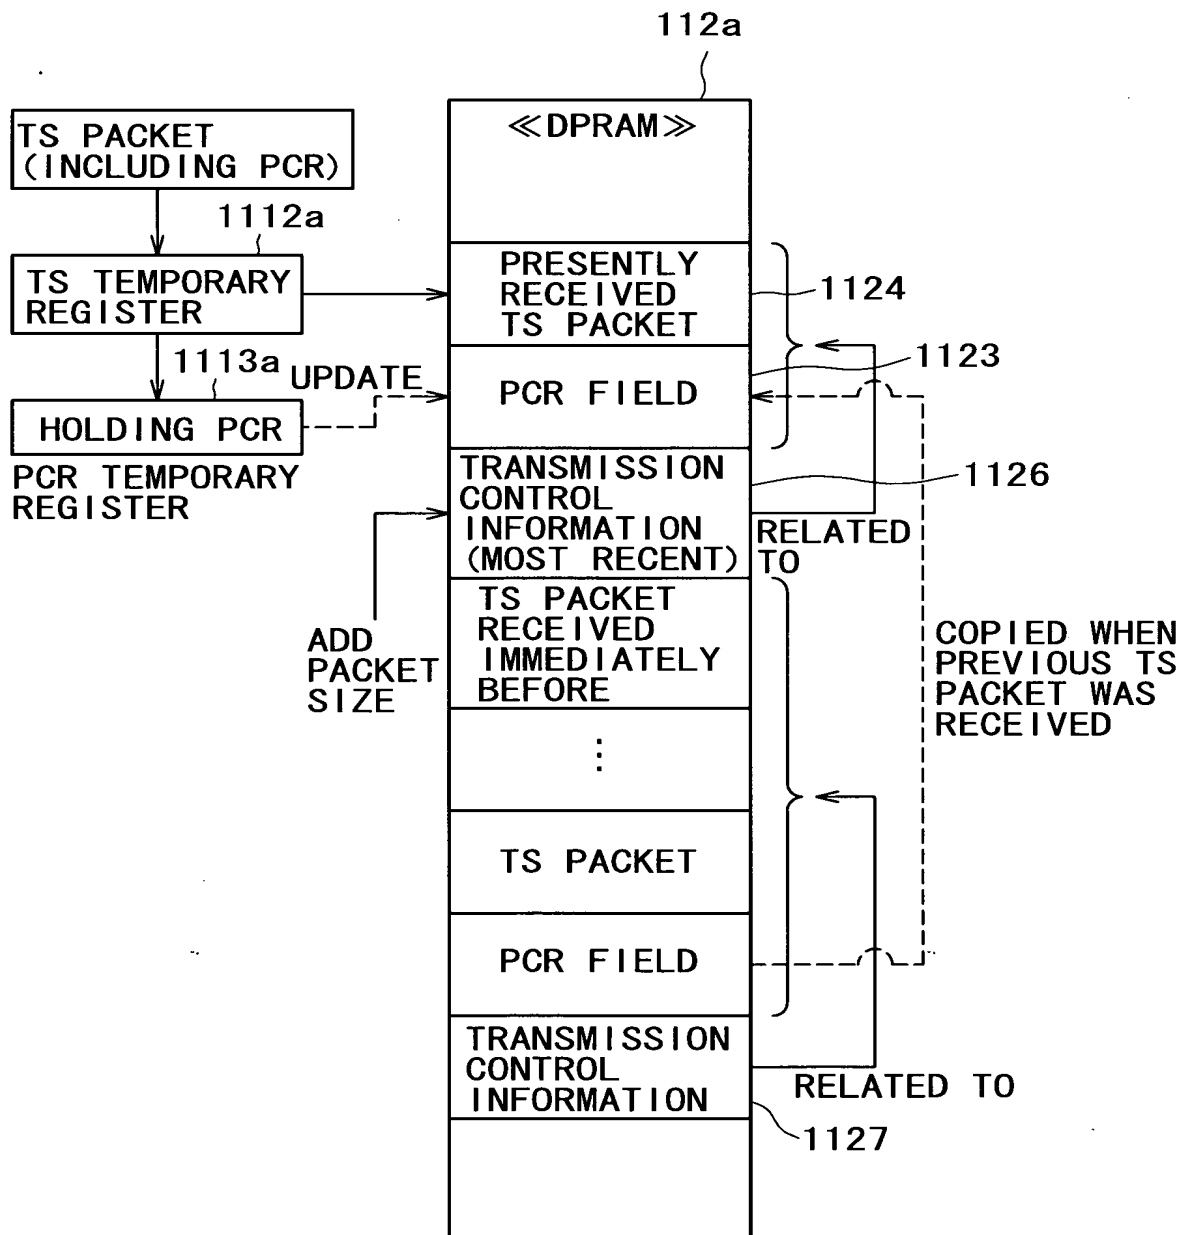 112a
≪DPRAM≫
TS PACKET
(INCLUDING PCR)
1112a
TS TEMPORARY
REGISTER
PRESENTLY
RECEIVED
TS PACKET
1124
1113a
UPDATE
HOLDING PCR
PCR TEMPORARY
REGISTER
PCR FIELD
1123
TRANSMISSION
CONTROL
INFORMATION
(MOST RECENT)
1126
RELATED
TO
ADD
PACKET
SIZE
TS PACKET
RECEIVED
IMMEDIATELY
BEFORE
COPIED WHEN
PREVIOUS TS
PACKET WAS
RECEIVED
⋮
TS PACKET
PCR FIELD
TRANSMISSION
CONTROL
INFORMATION
RELATED TO
1127